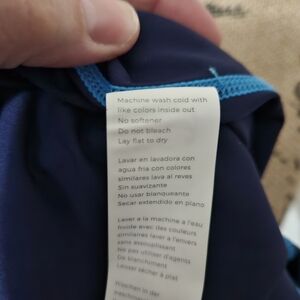 Machine wash cold with
like colors inside out
No softener
Do not bleach
Lay flat to dry
Lavar en lavadora con
agua fria con colores
similares lava al reves
Sin suavizante
No usar blanqueante
Secar extendido en plano
Laver a la machine a l'eau
froide avec des couleurs
similaires laver a l'envers
sans assouplissant
Ne pas utiliser d'agents
De blanchiment
Laisser sécher à plat
Waschen in der